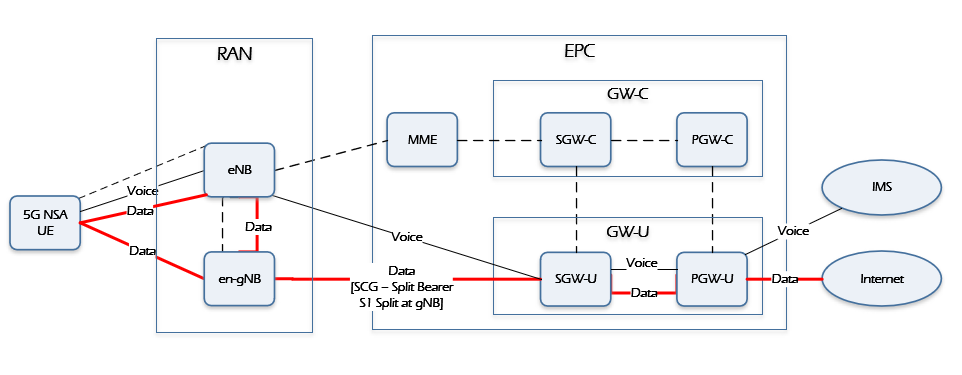 RAN
EPC
GW-C
MME
SGW-C
PGW-C
eNB
IMS
Voice
Data
5G NSA
UE
Data
Voice
GW-U
Voice
Data
en-gNB
Data
[SCG – Split Bearer
S1 Split at gNB]
SGW-U
Voice
Data
PGW-U
Data
Internet